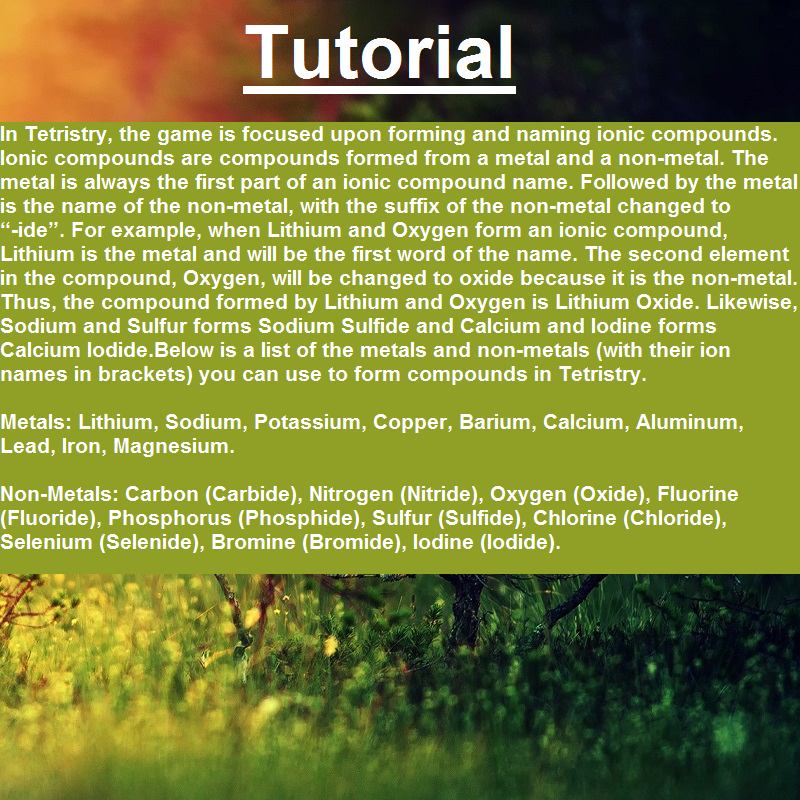 Tutorial
In Tetristry, the game is focused upon forming and naming ionic compounds.
Ionic compounds are compounds formed from a metal and a non-metal. The
metal is always the first part of an ionic compound name. Followed by the metal
is the name of the non-metal, with the suffix of the non-metal changed to
“-ide”. For example, when Lithium and Oxygen form an ionic compound,
Lithium is the metal and will be the first word of the name. The second element
in the compound, Oxygen, will be changed to oxide because it is the non-metal.
Thus, the compound formed by Lithium and Oxygen is Lithium Oxide. Likewise,
Sodium and Sulfur forms Sodium Sulfide and Calcium and Iodine forms
Calcium Iodide.Below is a list of the metals and non-metals (with their ion
names in brackets) you can use to form compounds in Tetristry.
Metals: Lithium, Sodium, Potassium, Copper, Barium, Calcium, Aluminum,
Lead, Iron, Magnesium.
Non-Metals: Carbon (Carbide), Nitrogen (Nitride), Oxygen (Oxide), Fluorine
(Fluoride), Phosphorus (Phosphide), Sulfur (Sulfide), Chlorine (Chloride),
Selenium (Selenide), Bromine (Bromide), Iodine (Iodide).